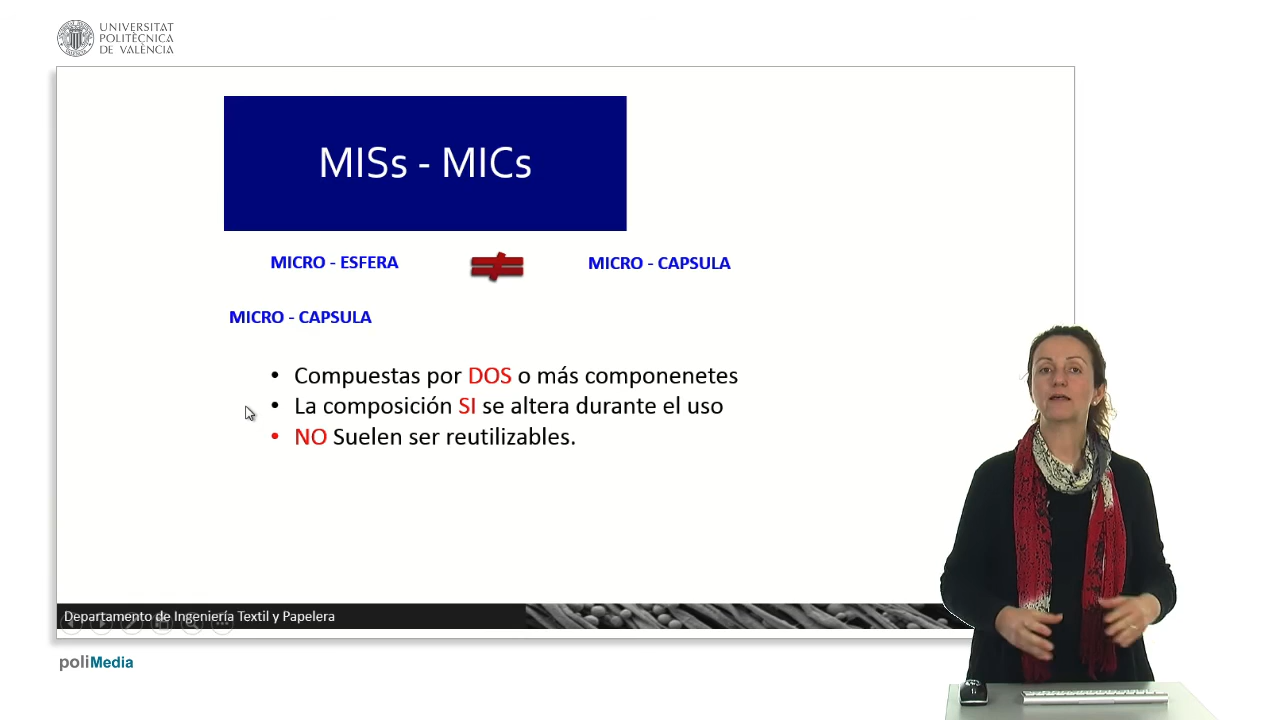 UNIVERSITAT
POLITÈCNICA
DE VALÈNCIA
MISs - MICs
MICRO - ESFERA ≠ MICRO - CAPSULA
MICRO - CAPSULA
• Compuestas por DOS o más componenetes
• La composición SI se altera durante el uso
• NO Suelen ser reutilizables.
Departamento de Ingeniería Textil y Papelera
poliMedia